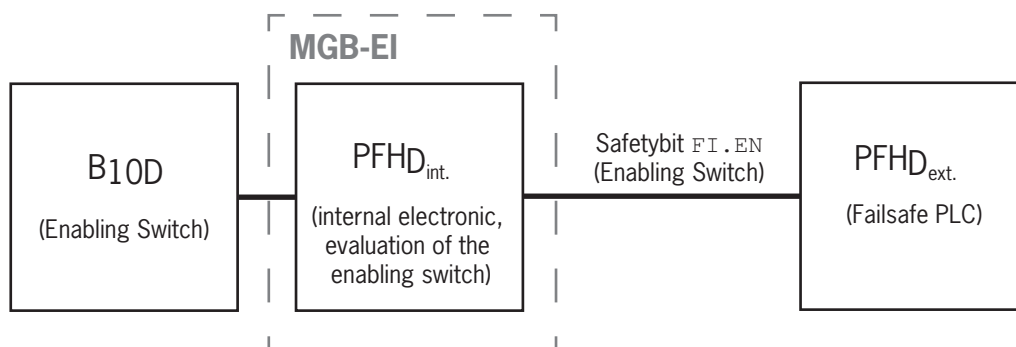 MGB-EI
B10D
(Enabling Switch)
PFHDint.
(internal electronic,
evaluation of the
enabling switch)
Safetybit FI.EN
(Enabling Switch)
PFHDext.
(Failsafe PLC)